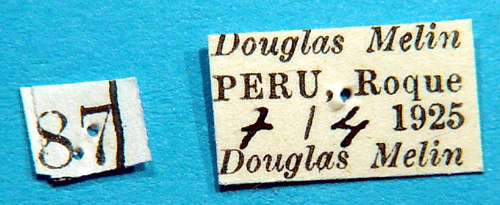 87
Douglas Melin
PERU, Roque
7 / 4 1925
Douglas Melin